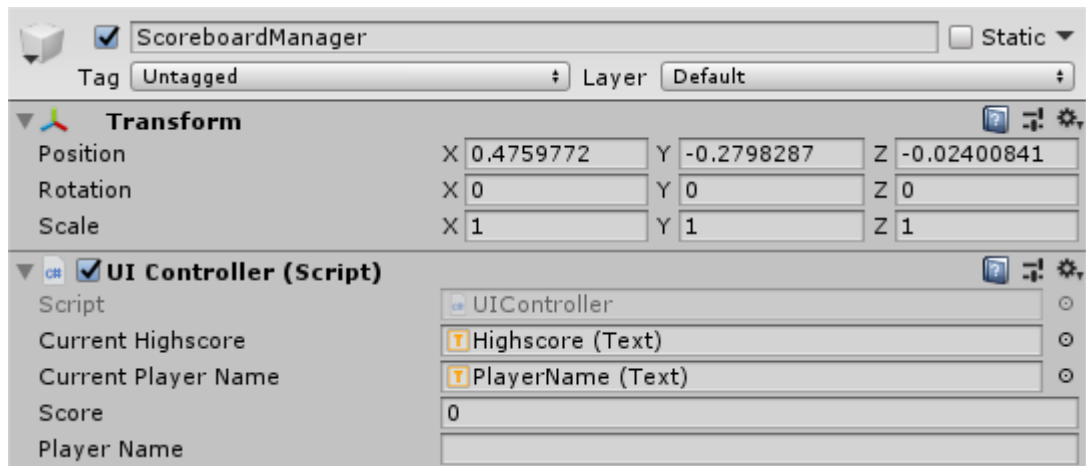 ScoreboardManager Static
Tag Untagged Layer Default
Transform
Position X 0.4759772 Y -0.2798287 Z -0.02400841
Rotation X 0 Y 0 Z 0
Scale X 1 Y 1 Z 1
UI Controller (Script)
Script UIController
Current Highscore Highscore (Text)
Current Player Name PlayerName (Text)
Score 0
Player Name